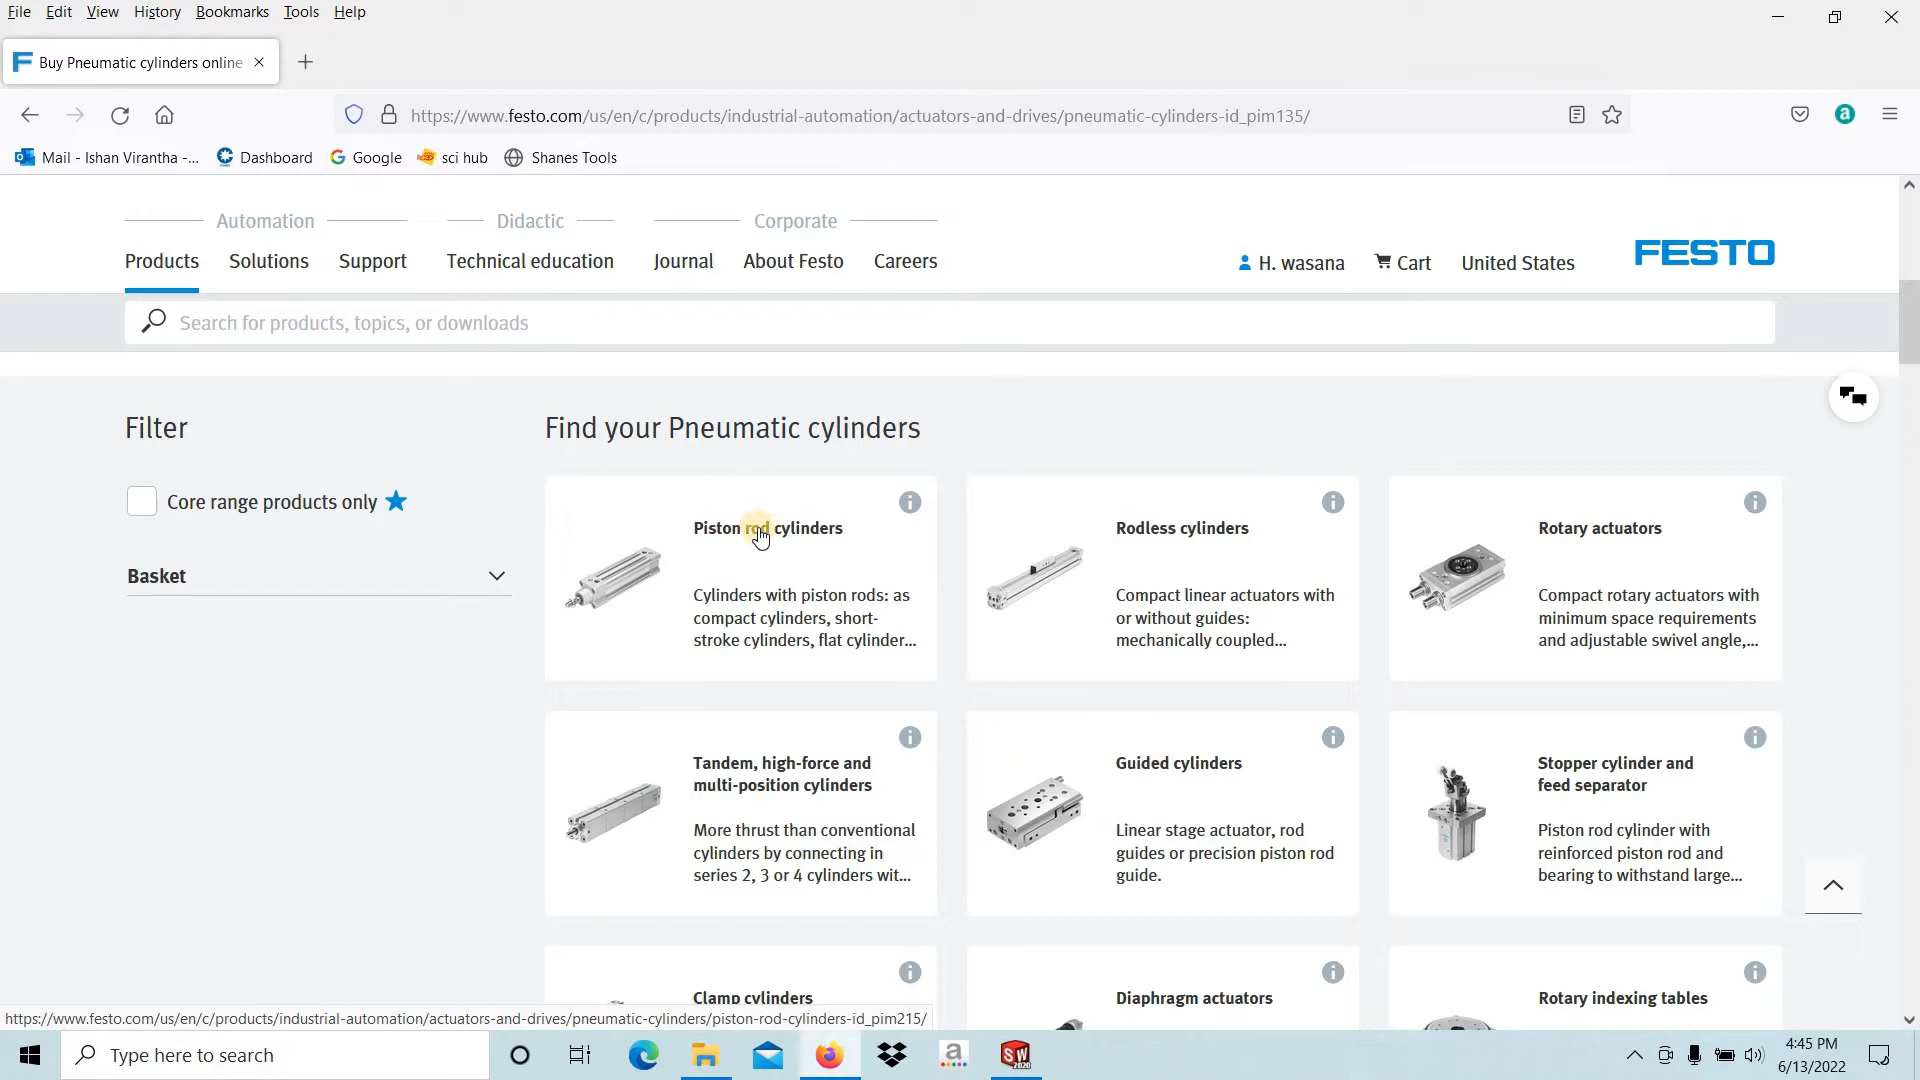 File Edit View History Bookmarks Tools Help
Buy Pneumatic cylinders online
https://www.festo.com/us/en/c/products/industrial-automation/actuators-and-drives/pneumatic-cylinders-id_pim135/
Mail - Ishan Virantha -... Dashboard Google sci hub Shanes Tools
Automation Didactic Corporate
Products Solutions Support Technical education Journal About Festo Careers
H. wasana Cart United States
FESTO
Search for products, topics, or downloads
Filter
Core range products only
Basket
Find your Pneumatic cylinders
Piston rod cylinders
Cylinders with piston rods: as
compact cylinders, short-
stroke cylinders, flat cylinder...
Rodless cylinders
Compact linear actuators with
or without guides:
mechanically coupled...
Rotary actuators
Compact rotary actuators with
minimum space requirements
and adjustable swivel angle,...
Tandem, high-force and
multi-position cylinders
More thrust than conventional
cylinders by connecting in
series 2, 3 or 4 cylinders wit...
Guided cylinders
Linear stage actuator, rod
guides or precision piston rod
guide.
Stopper cylinder and
feed separator
Piston rod cylinder with
reinforced piston rod and
bearing to withstand large...
Clamp cylinders
Diaphragm actuators
Rotary indexing tables
https://www.festo.com/us/en/c/products/industrial-automation/actuators-and-drives/pneumatic-cylinders/piston-rod-cylinders-id_pim215/
Type here to search
a
SW
2020
4:45 PM
6/13/2022